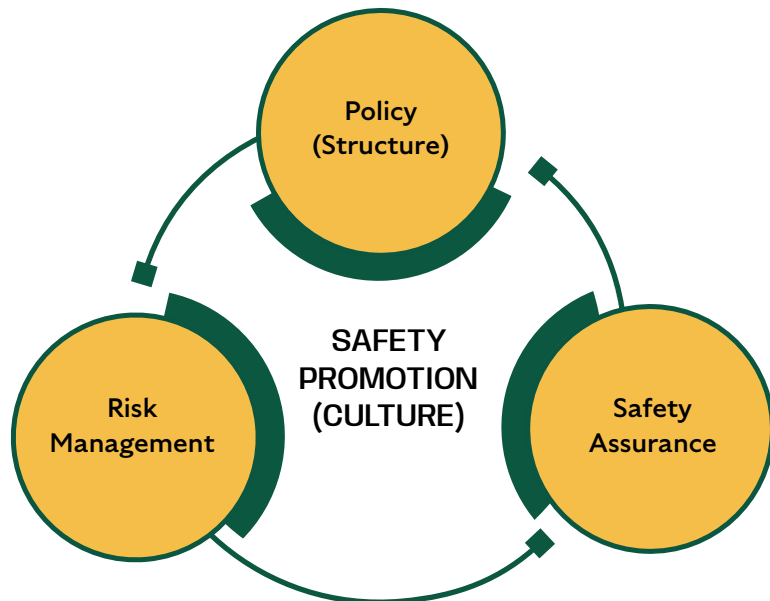 Policy
(Structure)
SAFETY
PROMOTION
(CULTURE)
Risk
Management
Safety
Assurance